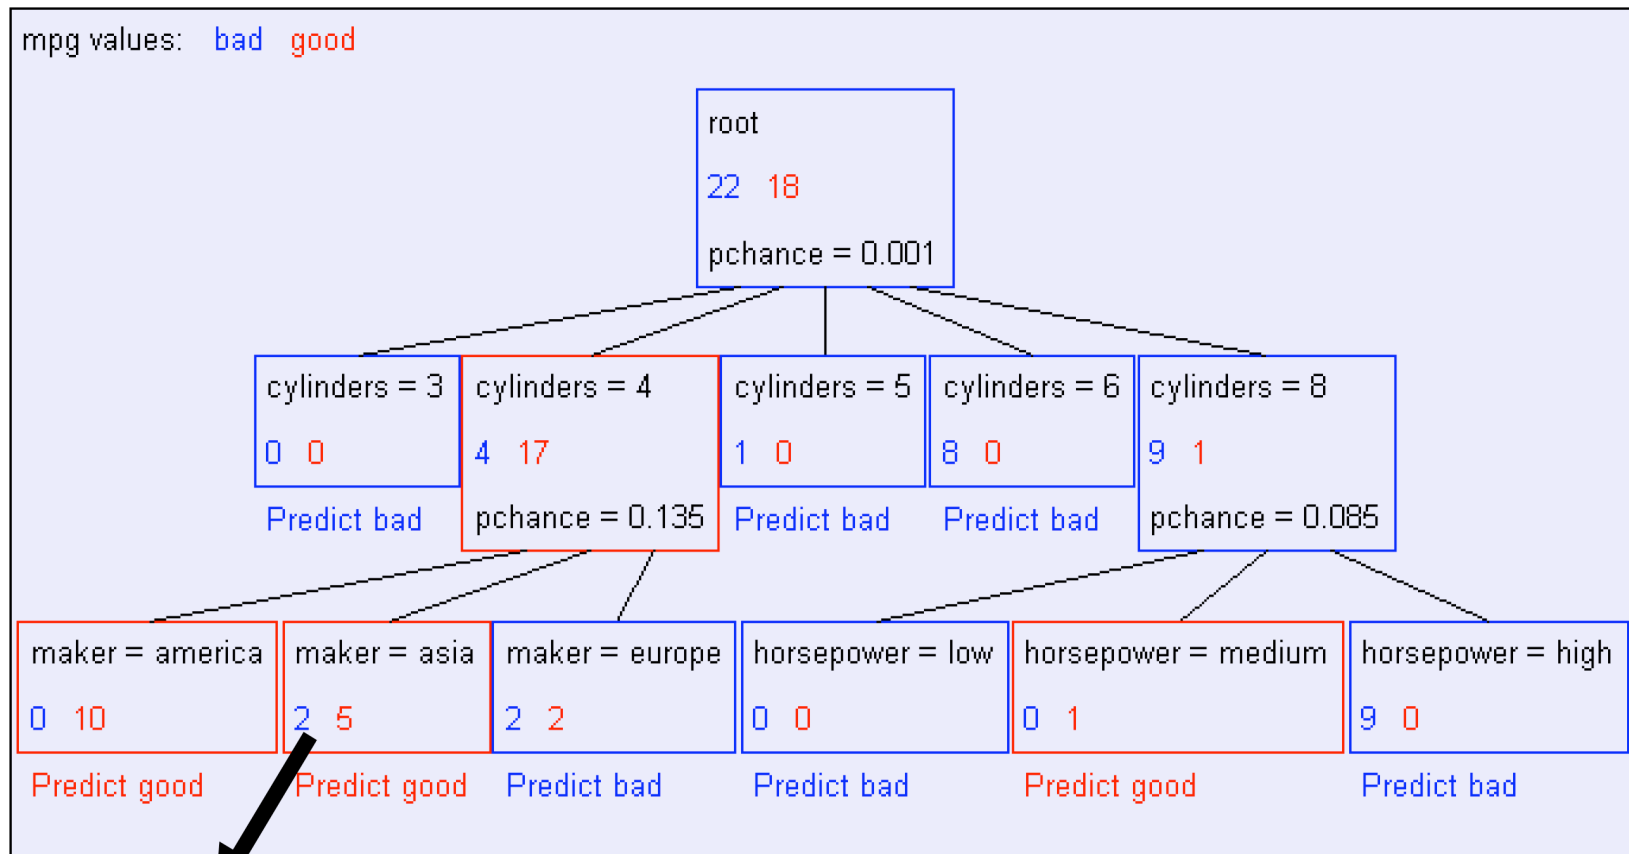 mpg values: bad good
root
22 18
pchance = 0.001
cylinders = 3
0 0
Predict bad
cylinders = 4
4 17
pchance = 0.135
cylinders = 5
1 0
Predict bad
cylinders = 6
8 0
Predict bad
cylinders = 8
9 1
pchance = 0.085
maker = america
0 10
Predict good
maker = asia
2 5
Predict good
maker = europe
2 2
Predict bad
horsepower = low
0 0
Predict bad
horsepower = medium
0 1
Predict good
horsepower = high
9 0
Predict bad